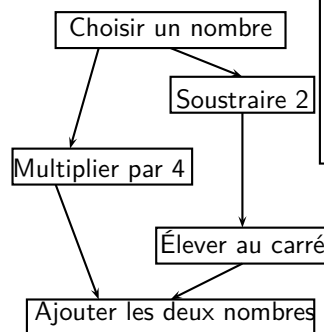 Choisir un nombre
Soustraire 2
Multiplier par 4
Élever au carré
Ajouter les deux nombres